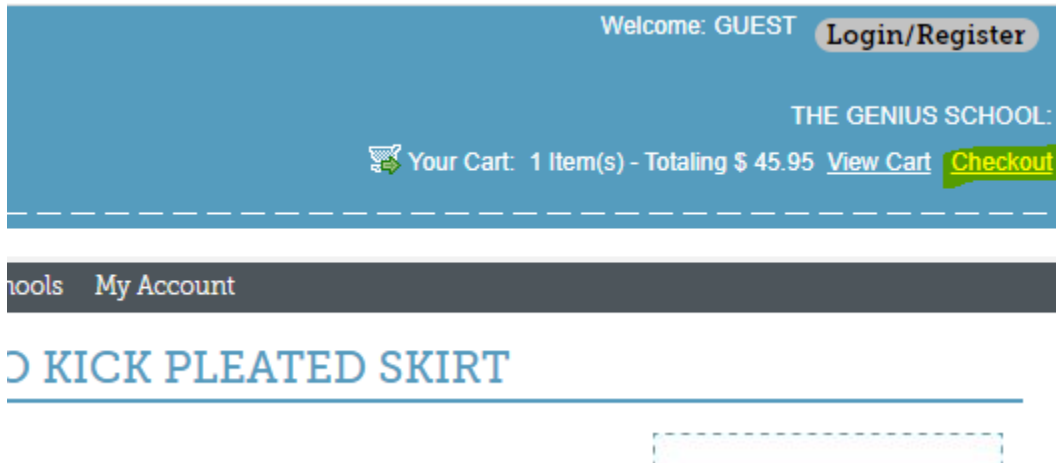 Welcome: GUEST Login/Register
THE GENIUS SCHOOL:
Your Cart: 1 Item(s) - Totaling $ 45.95 View Cart Checkout
hools My Account
O KICK PLEATED SKIRT